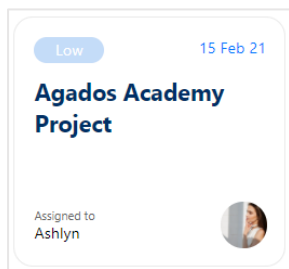 Low
15 Feb 21
Agados Academy
Project
Assigned to
Ashlyn